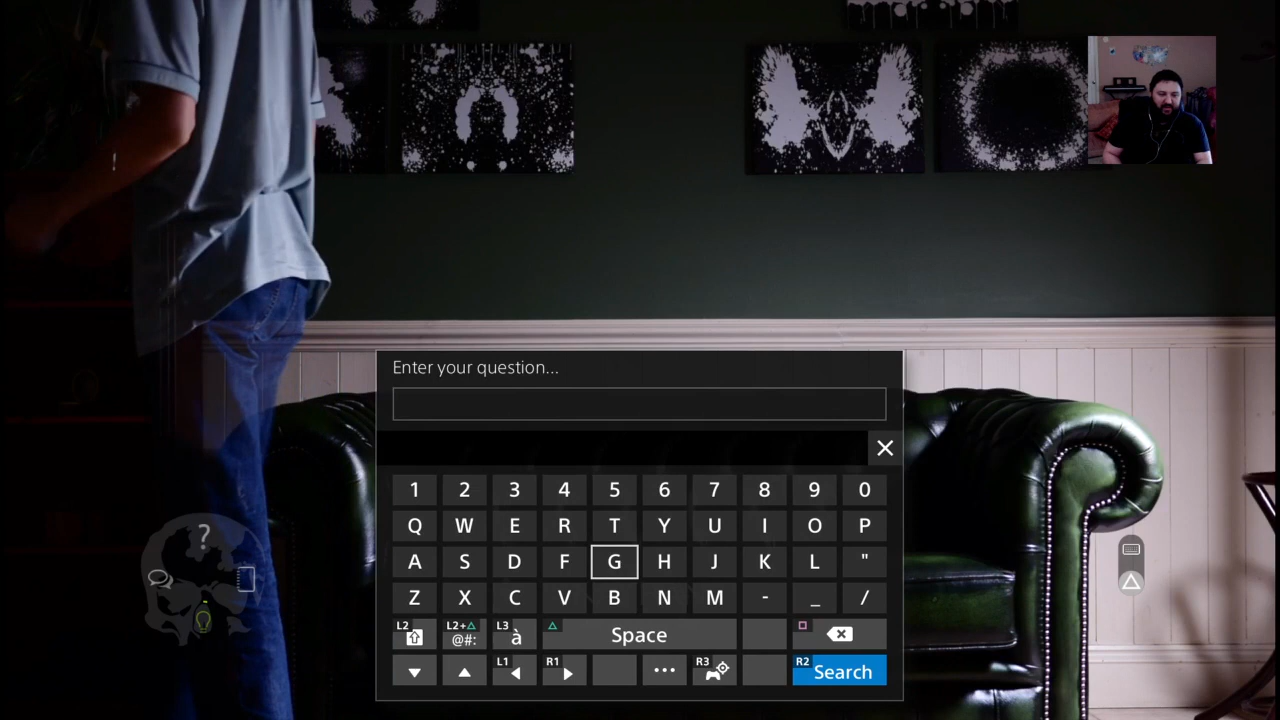 Enter your question...
1 2 3 4 5 6 7 8 9 0
Q W E R T Y U I O P
A S D F G H J K L "
Z X C V B N M - _ /
L2 L2+△ @#: L3 à △ Space
L1 R1 ... R3 R2 Search
?